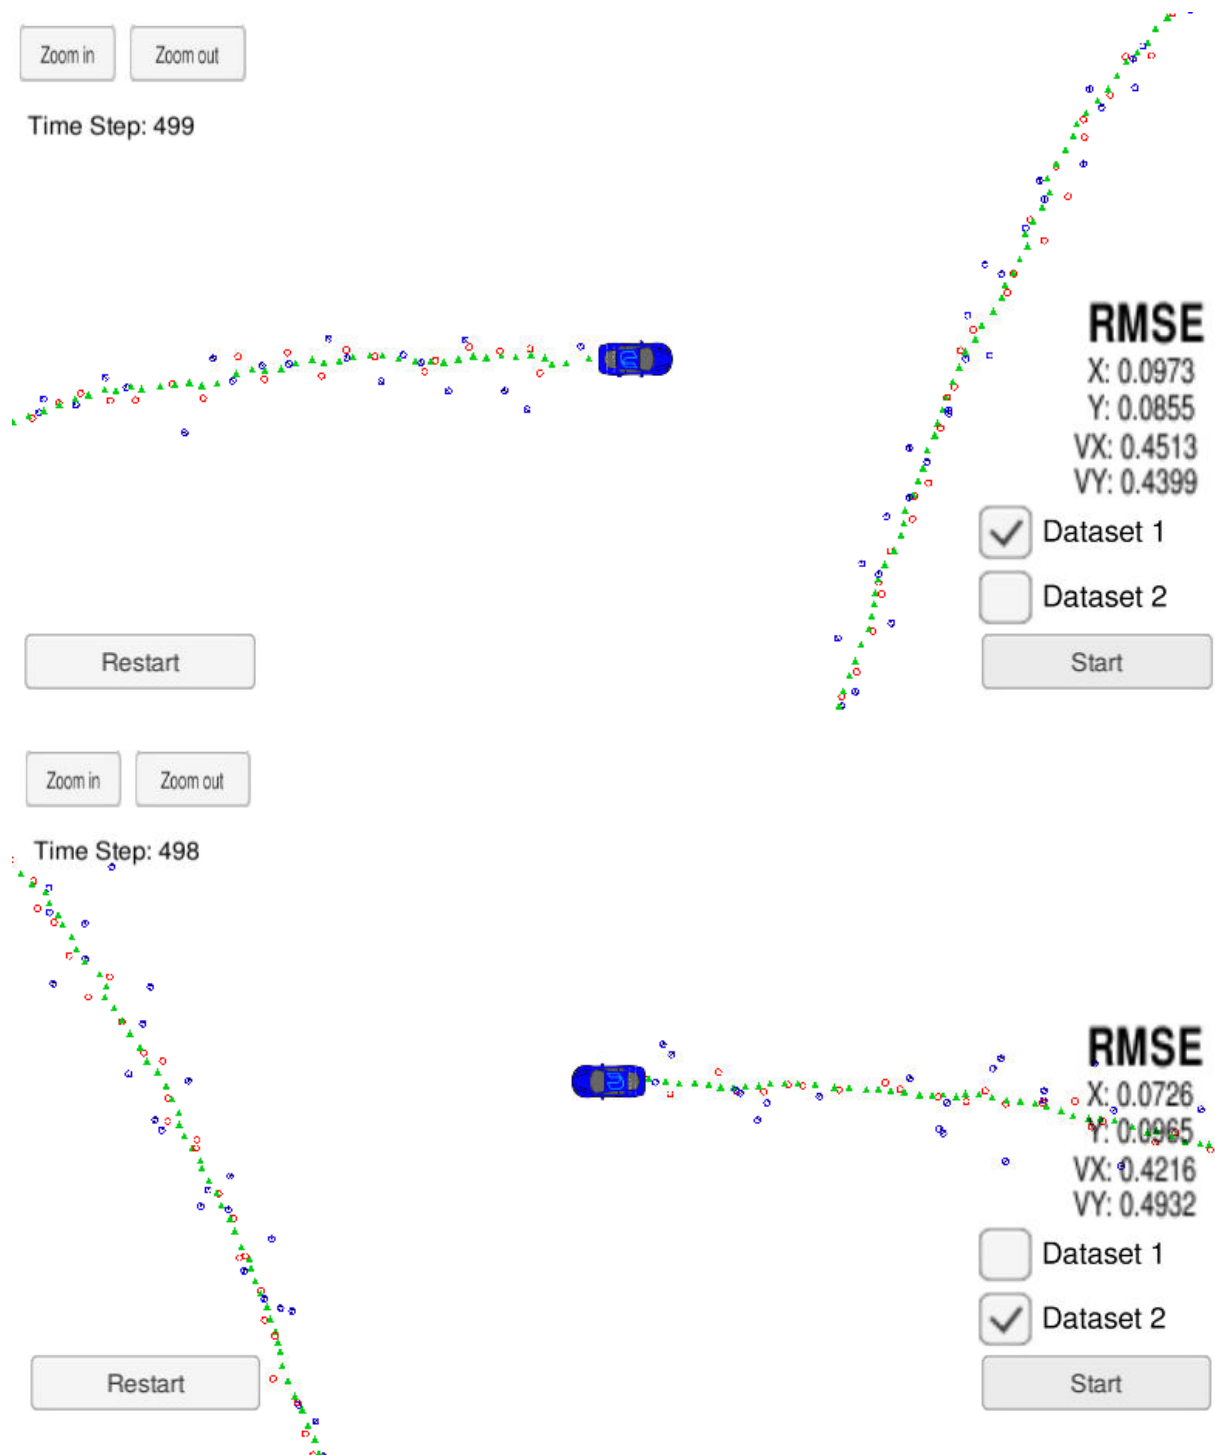 Zoom in
Zoom out
Time Step: 499
RMSE
X: 0.0973
Y: 0.0855
VX: 0.4513
VY: 0.4399
Dataset 1
Dataset 2
Restart
Start
Zoom in
Zoom out
Time Step: 498
RMSE
X: 0.0726
Y: 0.0965
VX: 0.4216
VY: 0.4932
Dataset 1
Dataset 2
Restart
Start